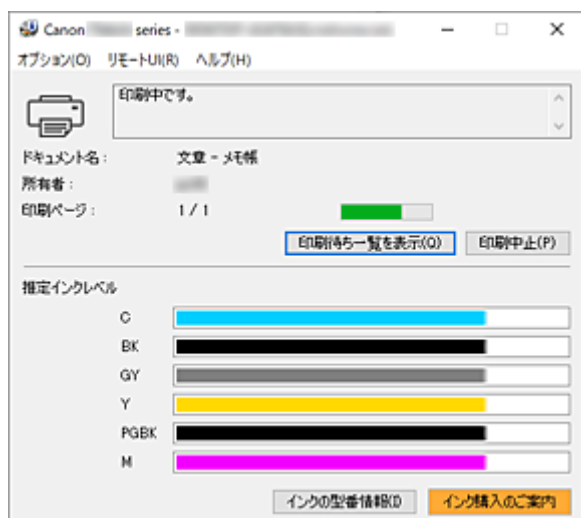 Canon series -
オプション(O) リモートUI(R) ヘルプ(H)
印刷中です。
ドキュメント名： 文章 - メモ帳
所有者：
印刷ページ： 1 / 1
印刷待ち一覧を表示(Q) 印刷中止(P)
推定インクレベル
C
BK
GY
Y
PGBK
M
インクの型番情報(I) インク購入のご案内